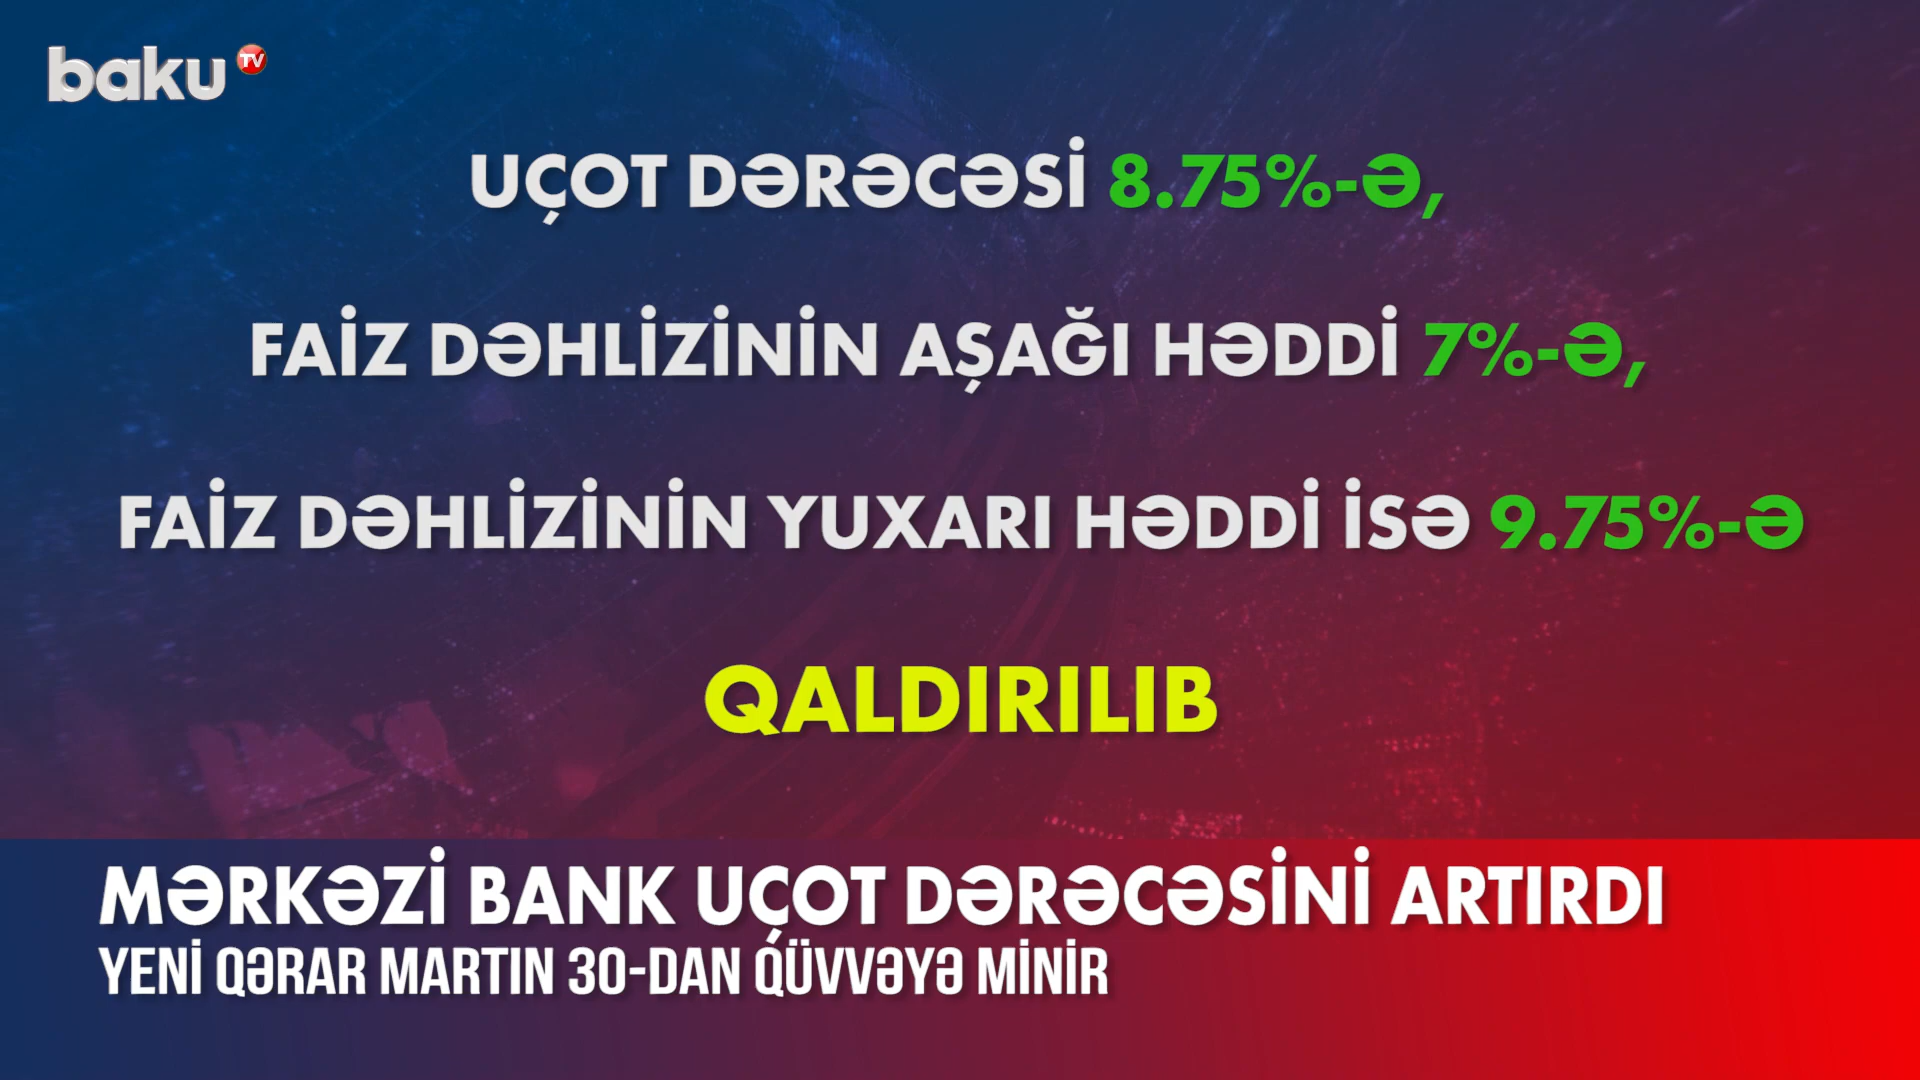 baku TV
UÇOT DƏRƏCƏSİ 8.75%-Ə,
FAİZ DƏHLİZİNİN AŞAĞI HƏDDİ 7%-Ə,
FAİZ DƏHLİZİNİN YUXARI HƏDDİ İSƏ 9.75%-Ə
QALDIRILIB
MƏRKƏZİ BANK UÇOT DƏRƏCƏSİNİ ARTIRDI
YENİ QƏRAR MARTIN 30-DAN QÜVVƏYƏ MİNİR